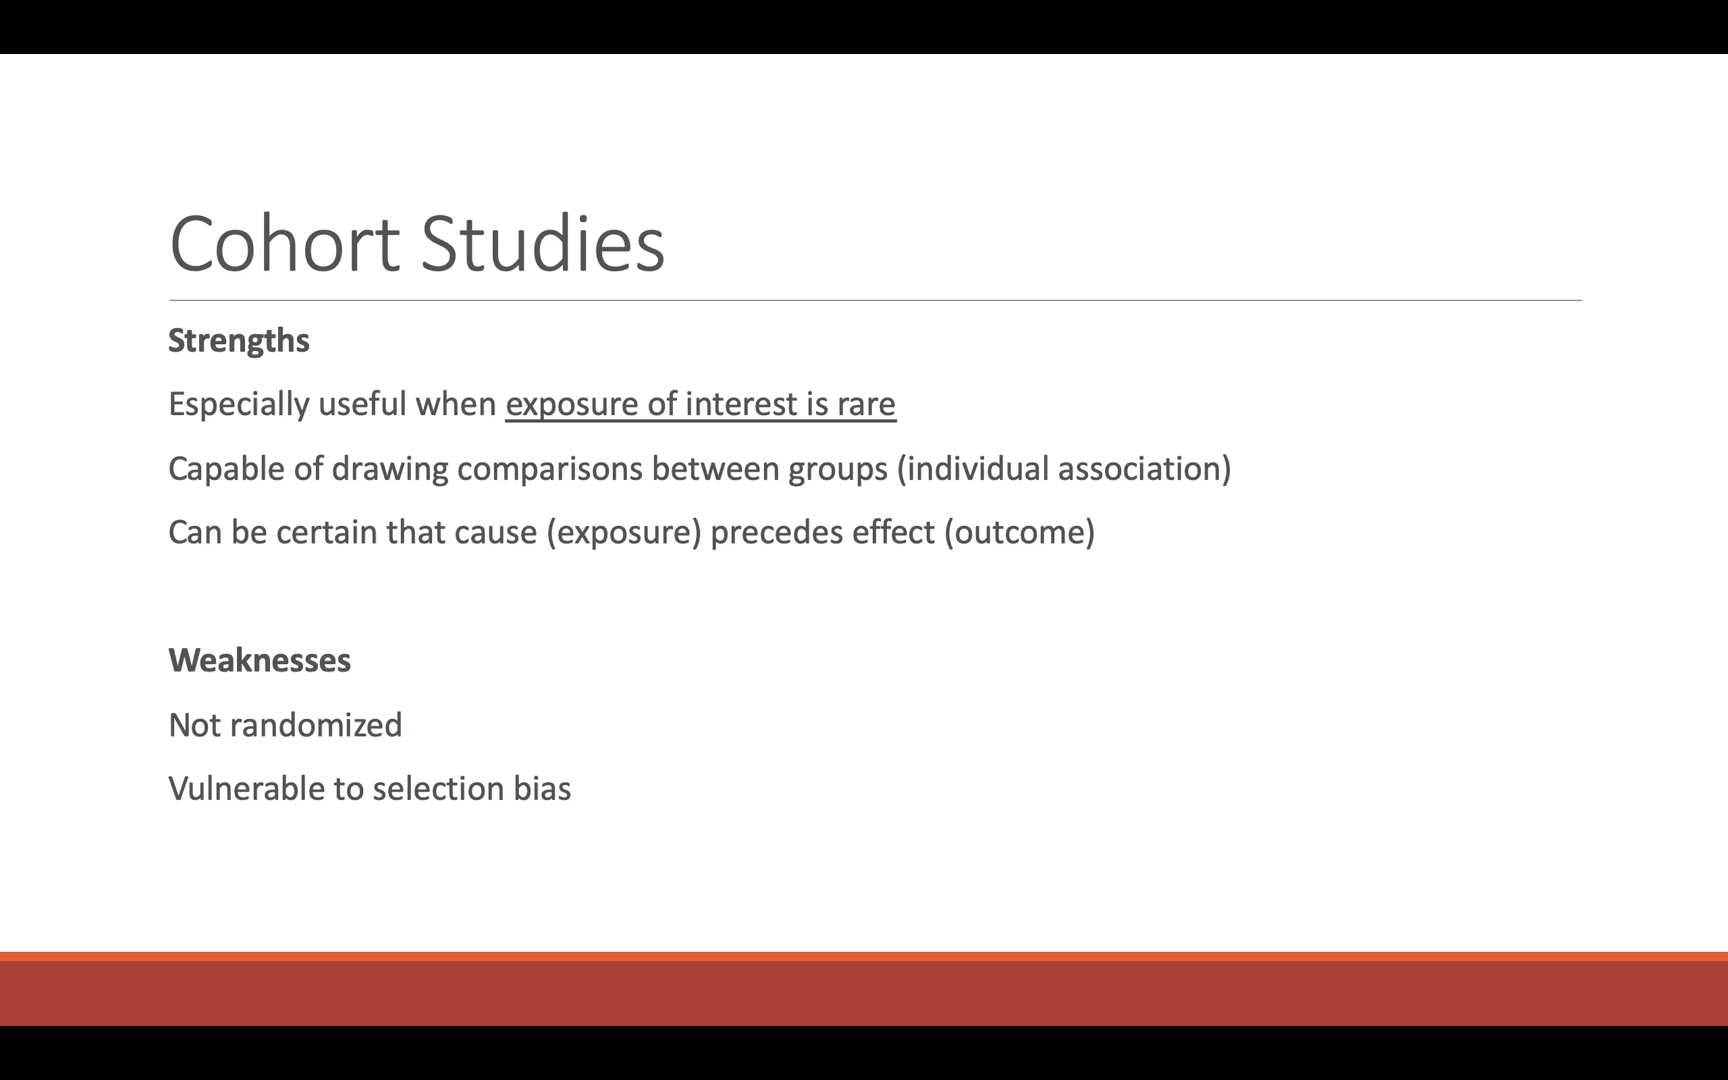 Cohort Studies
Strengths
Especially useful when exposure of interest is rare
Capable of drawing comparisons between groups (individual association)
Can be certain that cause (exposure) precedes effect (outcome)
Weaknesses
Not randomized
Vulnerable to selection bias